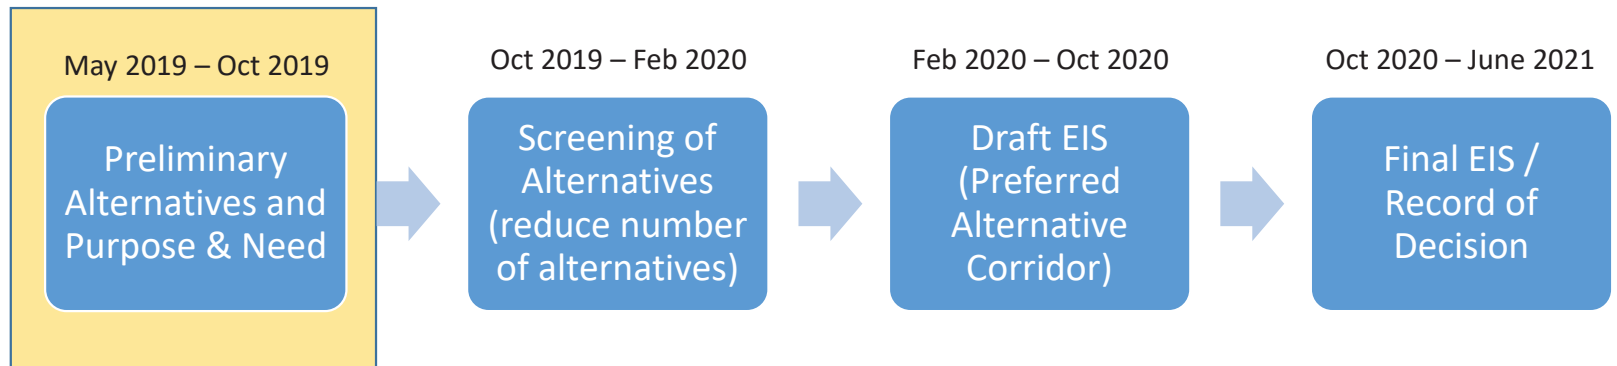 May 2019 – Oct 2019
Preliminary
Alternatives and
Purpose & Need
Oct 2019 – Feb 2020
Screening of
Alternatives
(reduce number
of alternatives)
Feb 2020 – Oct 2020
Draft EIS
(Preferred
Alternative
Corridor)
Oct 2020 – June 2021
Final EIS /
Record of
Decision